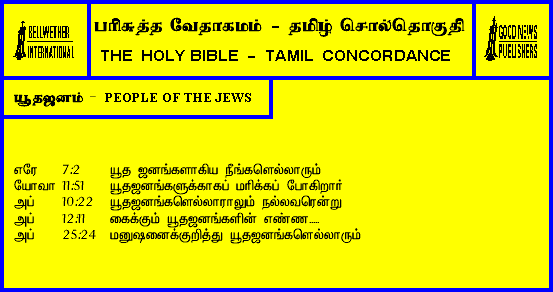 BELLWETHER INTERNATIONAL
பரிசுத்த வேதாகமம் - தமிழ் சொல்தொகுதி
THE HOLY BIBLE - TAMIL CONCORDANCE
GOOD NEWS PUBLISHERS
யூதஜனம் - PEOPLE OF THE JEWS
எரே 7:2 யூத ஜனங்களாகிய நீங்களெல்லாரும்
யோவா 11:51 யூதஜனங்களுக்காகப் மரிக்கப் போகிறார்
அப் 10:22 யூதஜனங்களெல்லாராலும் நல்லவரென்று
அப் 12:11 கைக்கும் யூதஜனங்களின் எண்ண.....
அப் 25:24 மனுஷனைக்குறித்து யூதஜனங்களெல்லாரும்